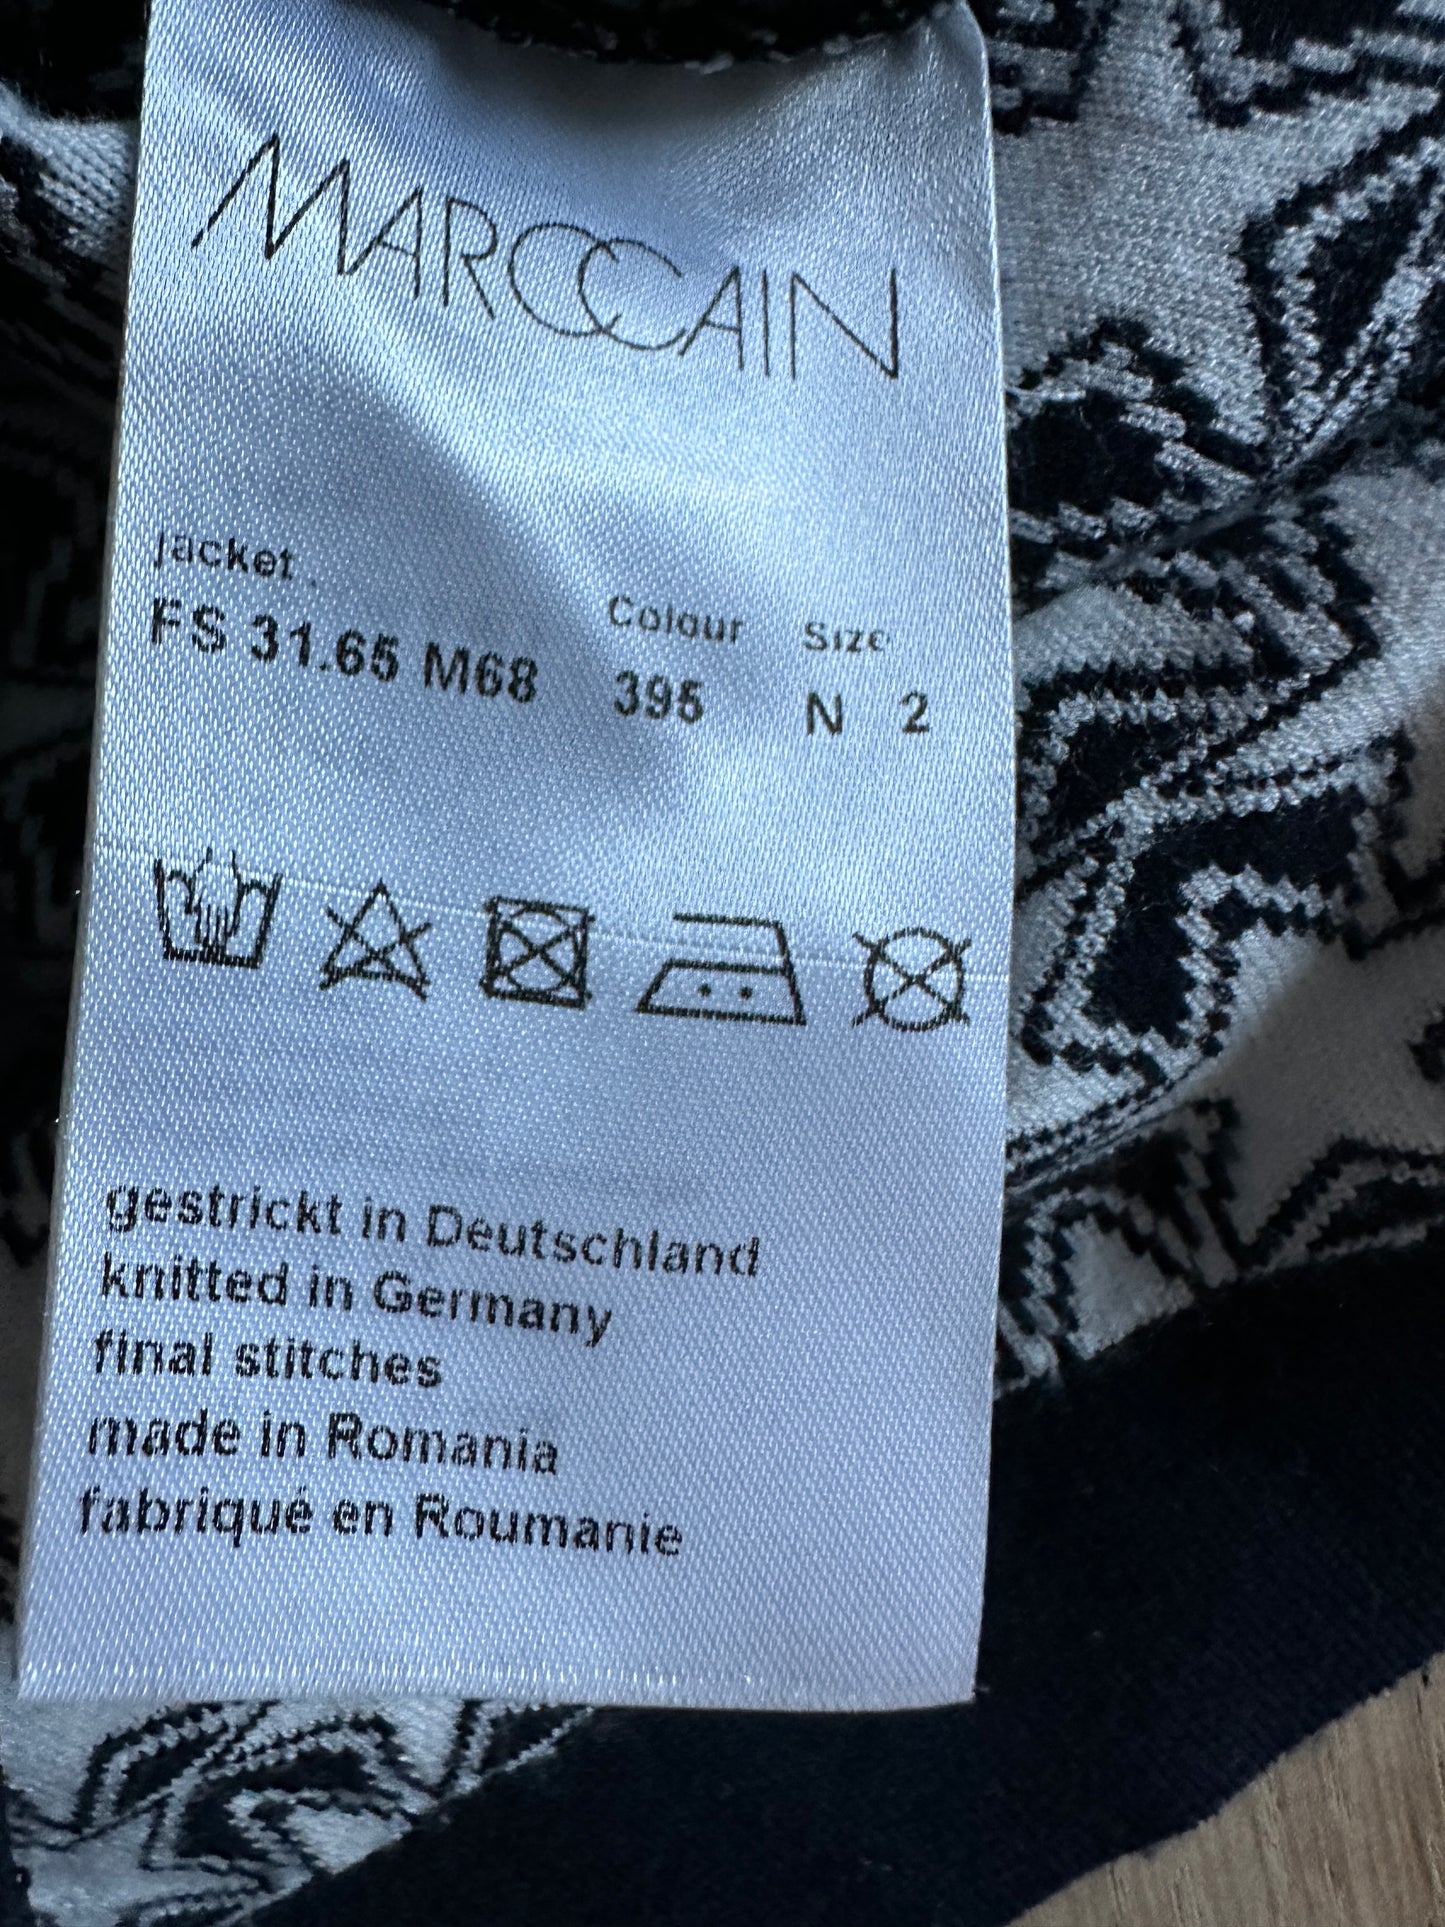 MARCCAIN
jacket
Colour Size
FS 31.65 M68 395 N 2
gestrickt in Deutschland
knitted in Germany
final stitches
made in Romania
fabriqué en Roumanie